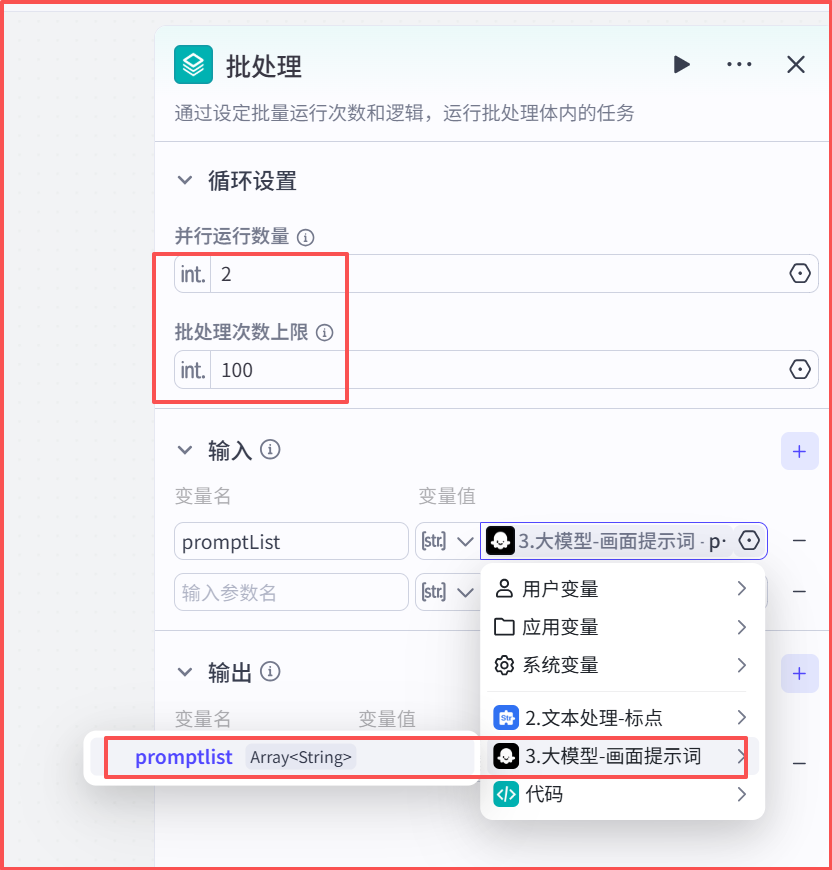 批处理
通过设定批量运行次数和逻辑，运行批处理体内的任务
循环设置
并行运行数量
int. 2
批处理次数上限
int. 100
输入
变量名 变量值
promptList [str.] 3.大模型-画面提示词 - p·
输入参数名 [str.]
用户变量
应用变量
系统变量
输出
变量名 变量值
Str 2.文本处理-标点
promptlist Array<String> 3.大模型-画面提示词
代码